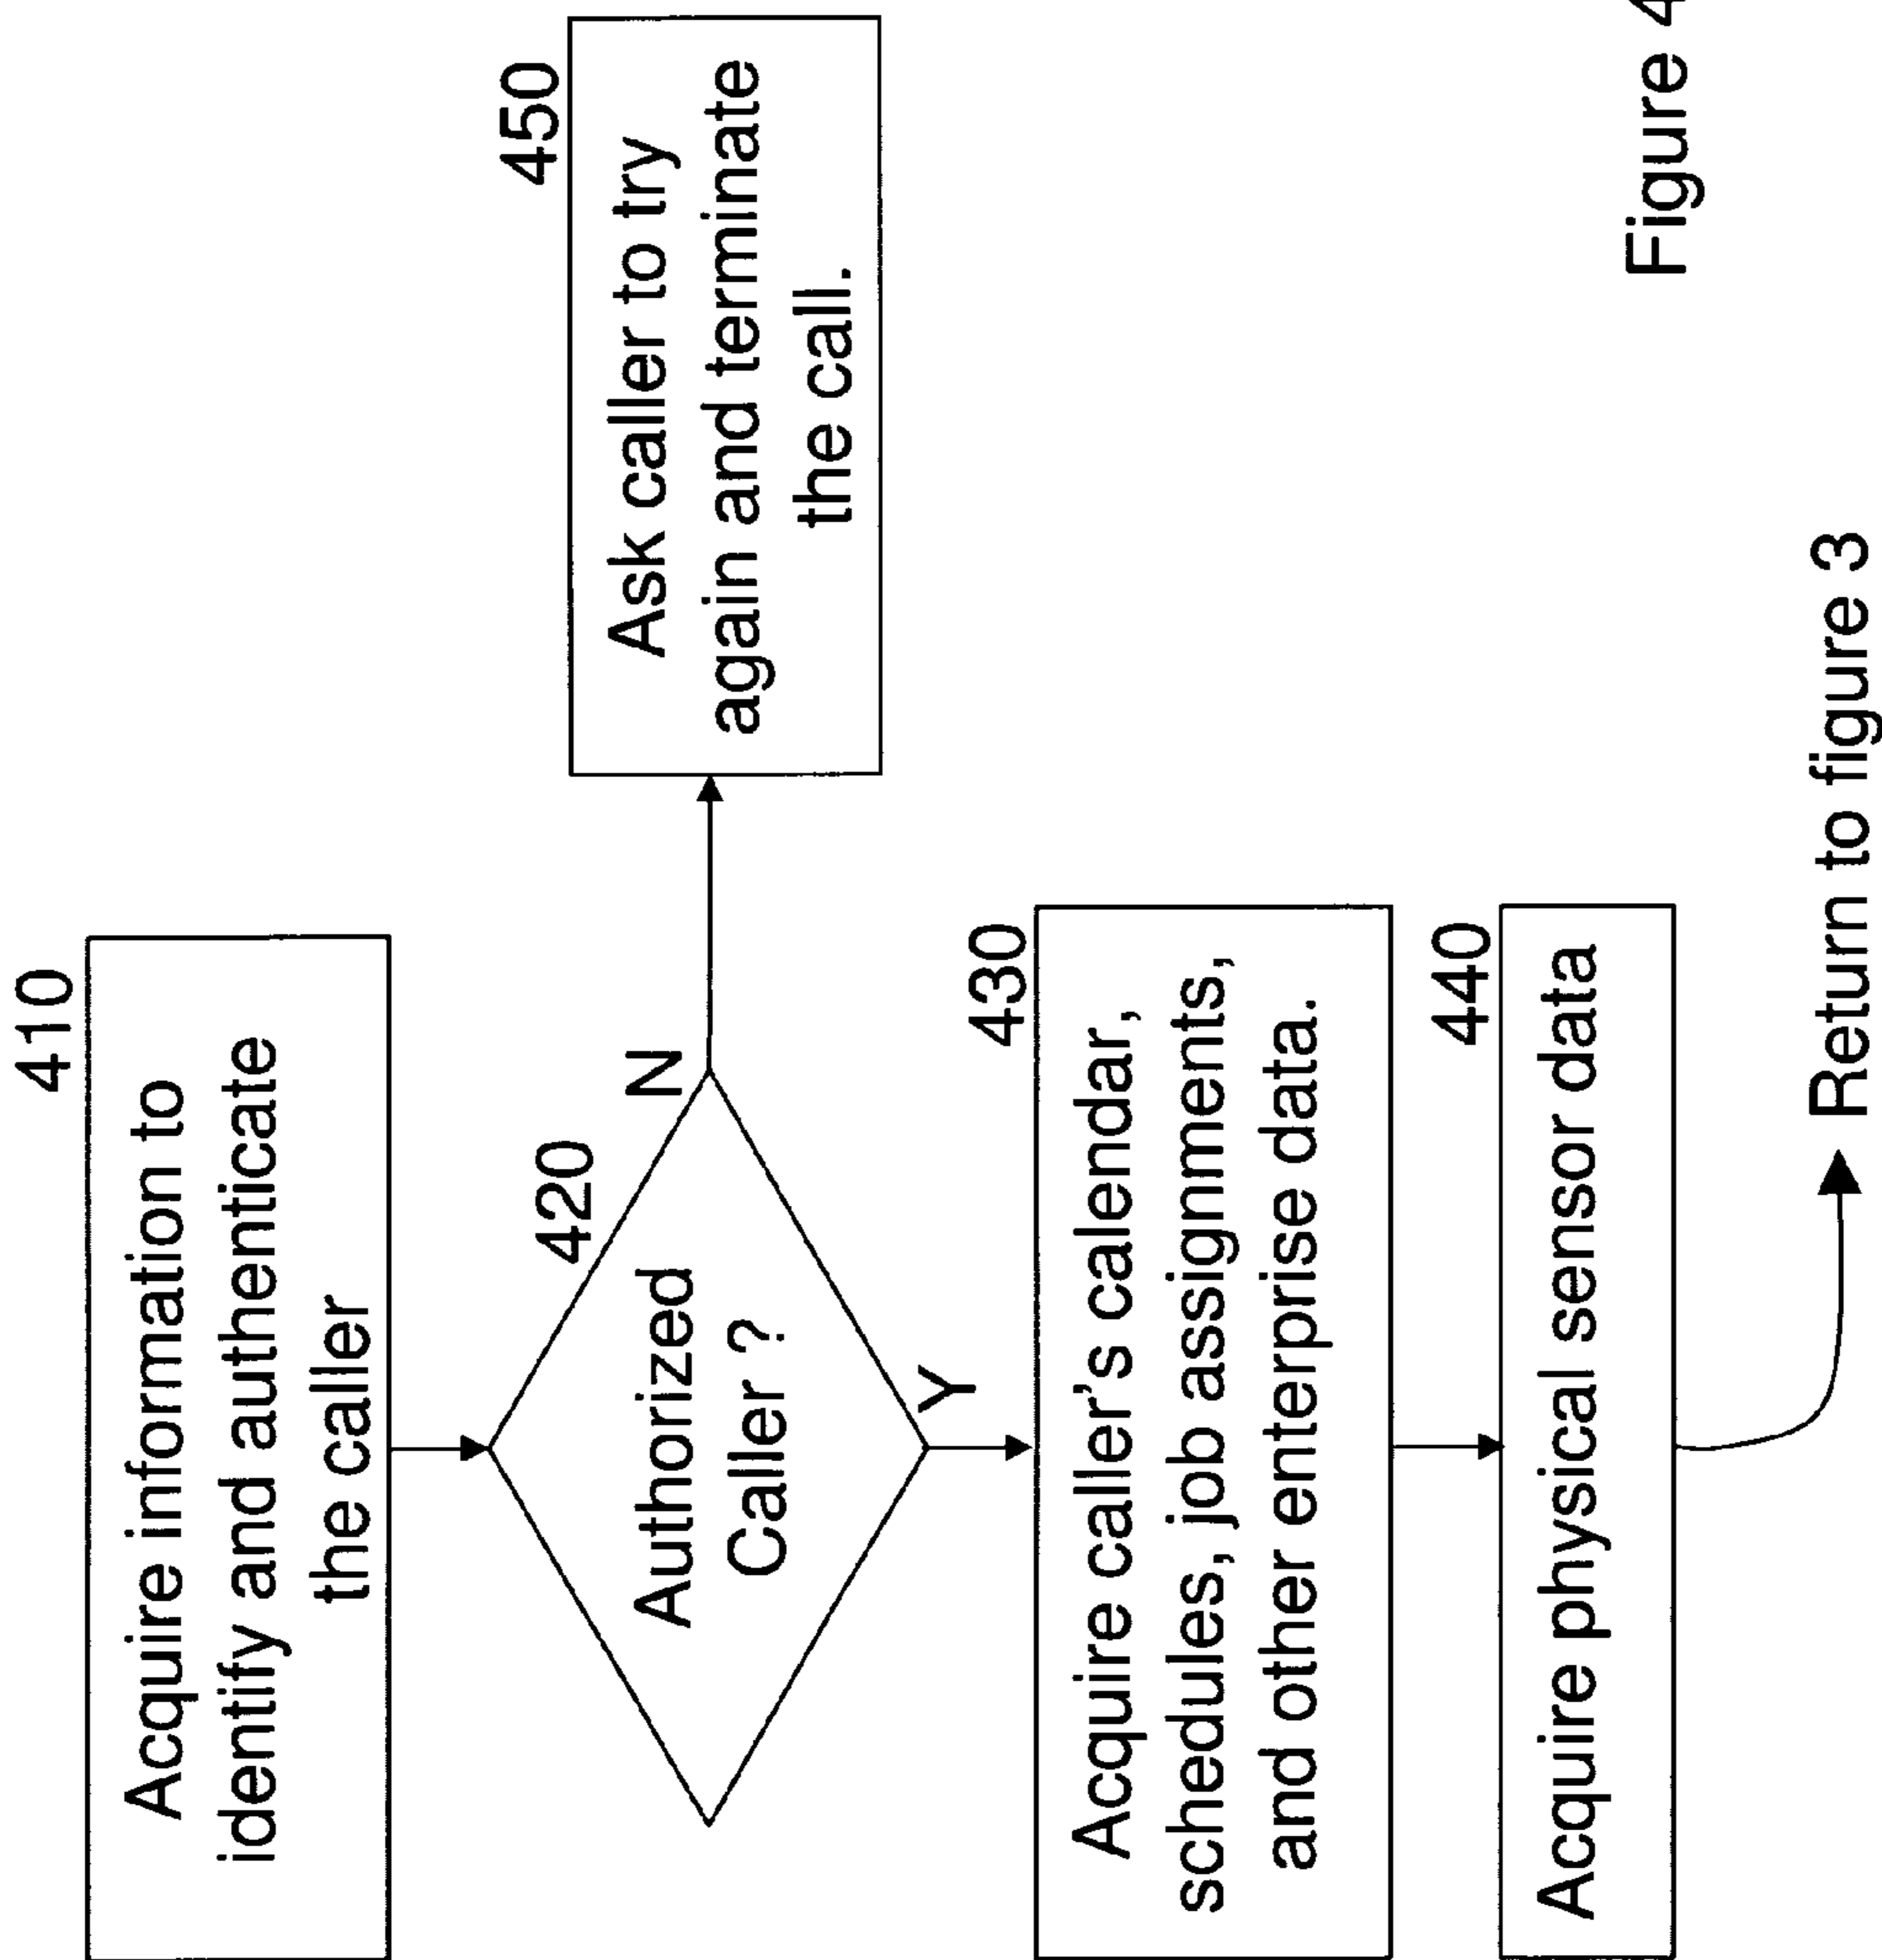 410
Acquire information to
identify and authenticate
the caller
420
Authorized
Caller ?
N
Y
450
Ask caller to try
again and terminate
the call.
430
Acquire caller's calendar,
schedules, job assignments,
and other enterprise data.
440
Acquire physical sensor data
Return to figure 3
Figure 4